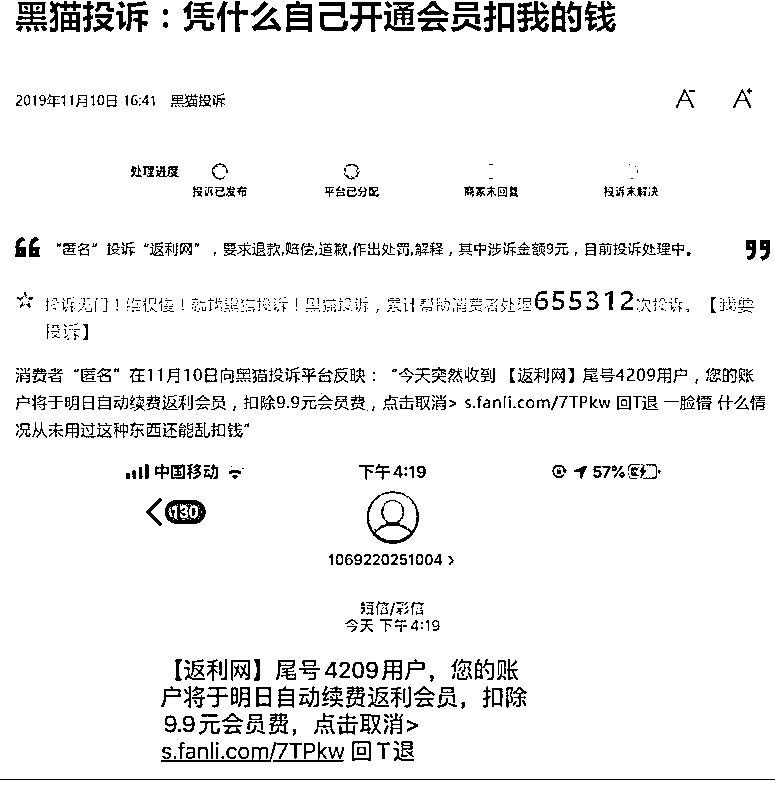 黑猫投诉：凭什么自己开通会员扣我的钱
2019年11月10日 16:41 黑猫投诉
A- A+
处理进度
投诉已发布 平台已分配 商家未回复 投诉未解决
“匿名”投诉“返利网”，要求退款,赔偿,道歉,作出处罚,解释，其中涉诉金额9元，目前投诉处理中。
☆ 投诉无门！维权慢！就找黑猫投诉！黑猫投诉，累计帮助消费者处理655312次投诉。【我要
投诉】
消费者“匿名”在11月10日向黑猫投诉平台反映：“今天突然收到 【返利网】尾号4209用户，您的账
户将于明日自动续费返利会员，扣除9.9元会员费，点击取消> s.fanli.com/7TPkw 回T退 一脸懵 什么情
况从未用过这种东西还能乱扣钱“
中国移动 下午4:19 57%
130
1069220251004 >
短信/彩信
今天 下午4:19
【返利网】尾号4209用户，您的账
户将于明日自动续费返利会员，扣除
9.9元会员费，点击取消>
s.fanli.com/7TPkw 回T退